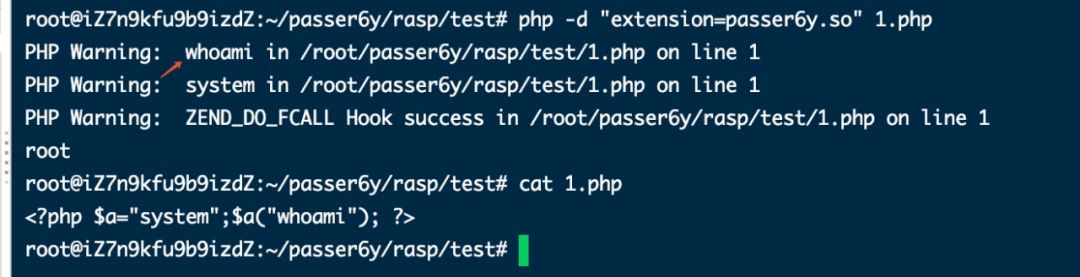 root@iZ7n9kfu9b9izdZ:~/passer6y/rasp/test# php -d "extension=passer6y.so" 1.php
PHP Warning:  whoami in /root/passer6y/rasp/test/1.php on line 1
PHP Warning:  system in /root/passer6y/rasp/test/1.php on line 1
PHP Warning:  ZEND_DO_FCALL Hook success in /root/passer6y/rasp/test/1.php on line 1
root
root@iZ7n9kfu9b9izdZ:~/passer6y/rasp/test# cat 1.php
<?php $a="system";$a("whoami"); ?>
root@iZ7n9kfu9b9izdZ:~/passer6y/rasp/test#